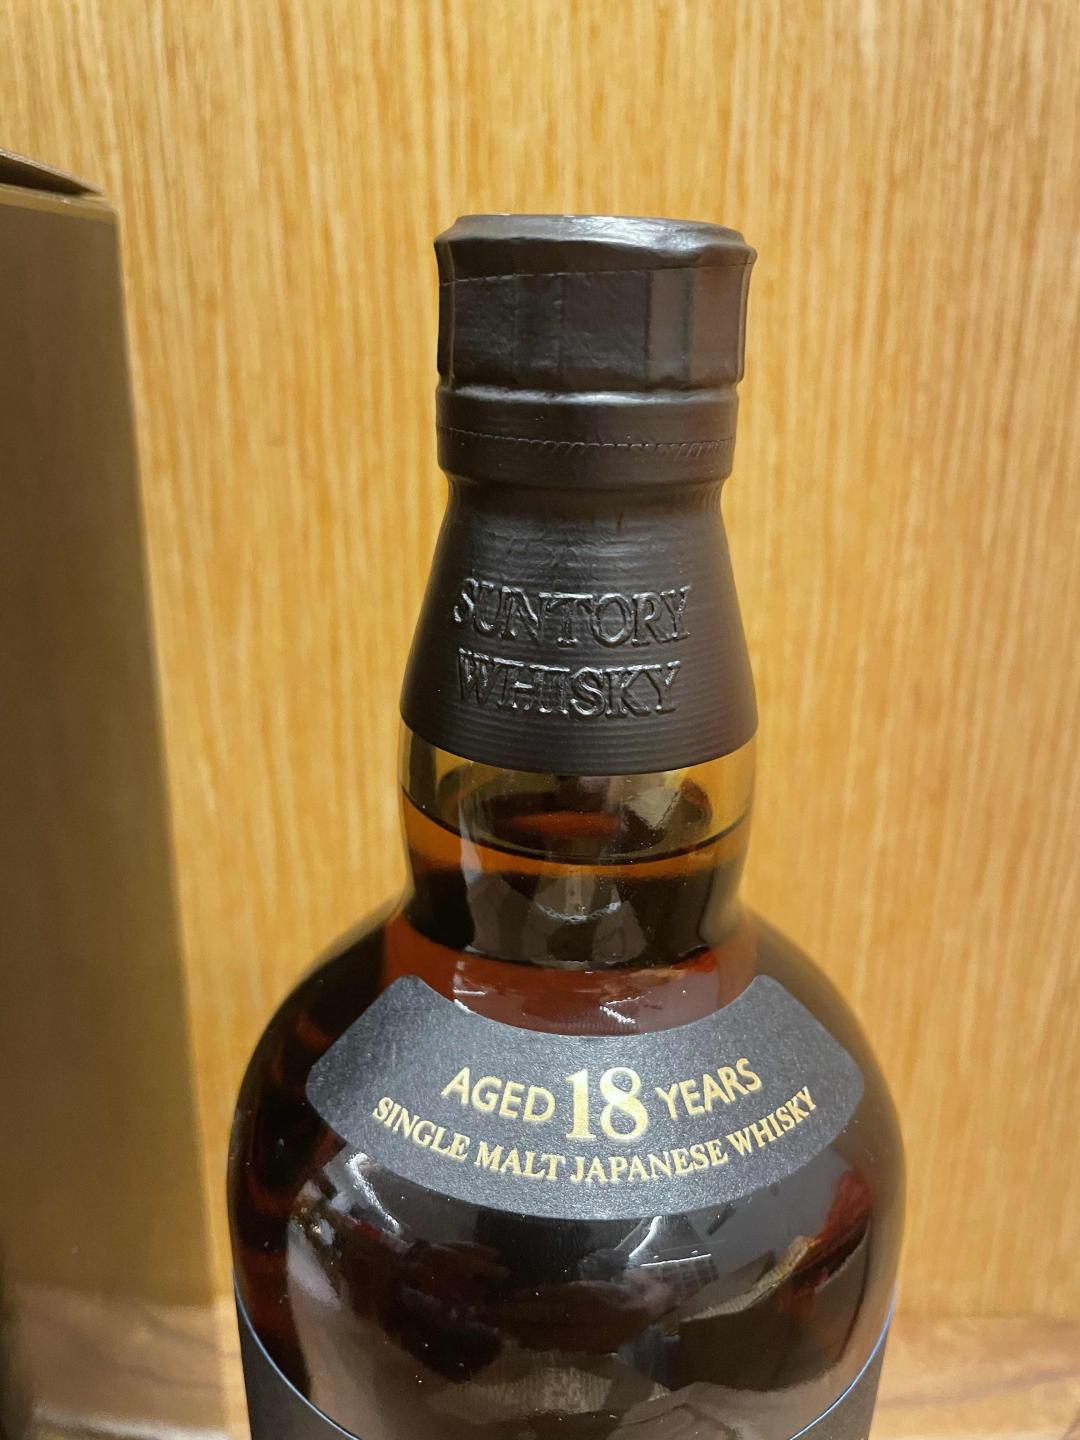 SUNTORY
WHISKY
AGED 18 YEARS
SINGLE MALT JAPANESE WHISKY